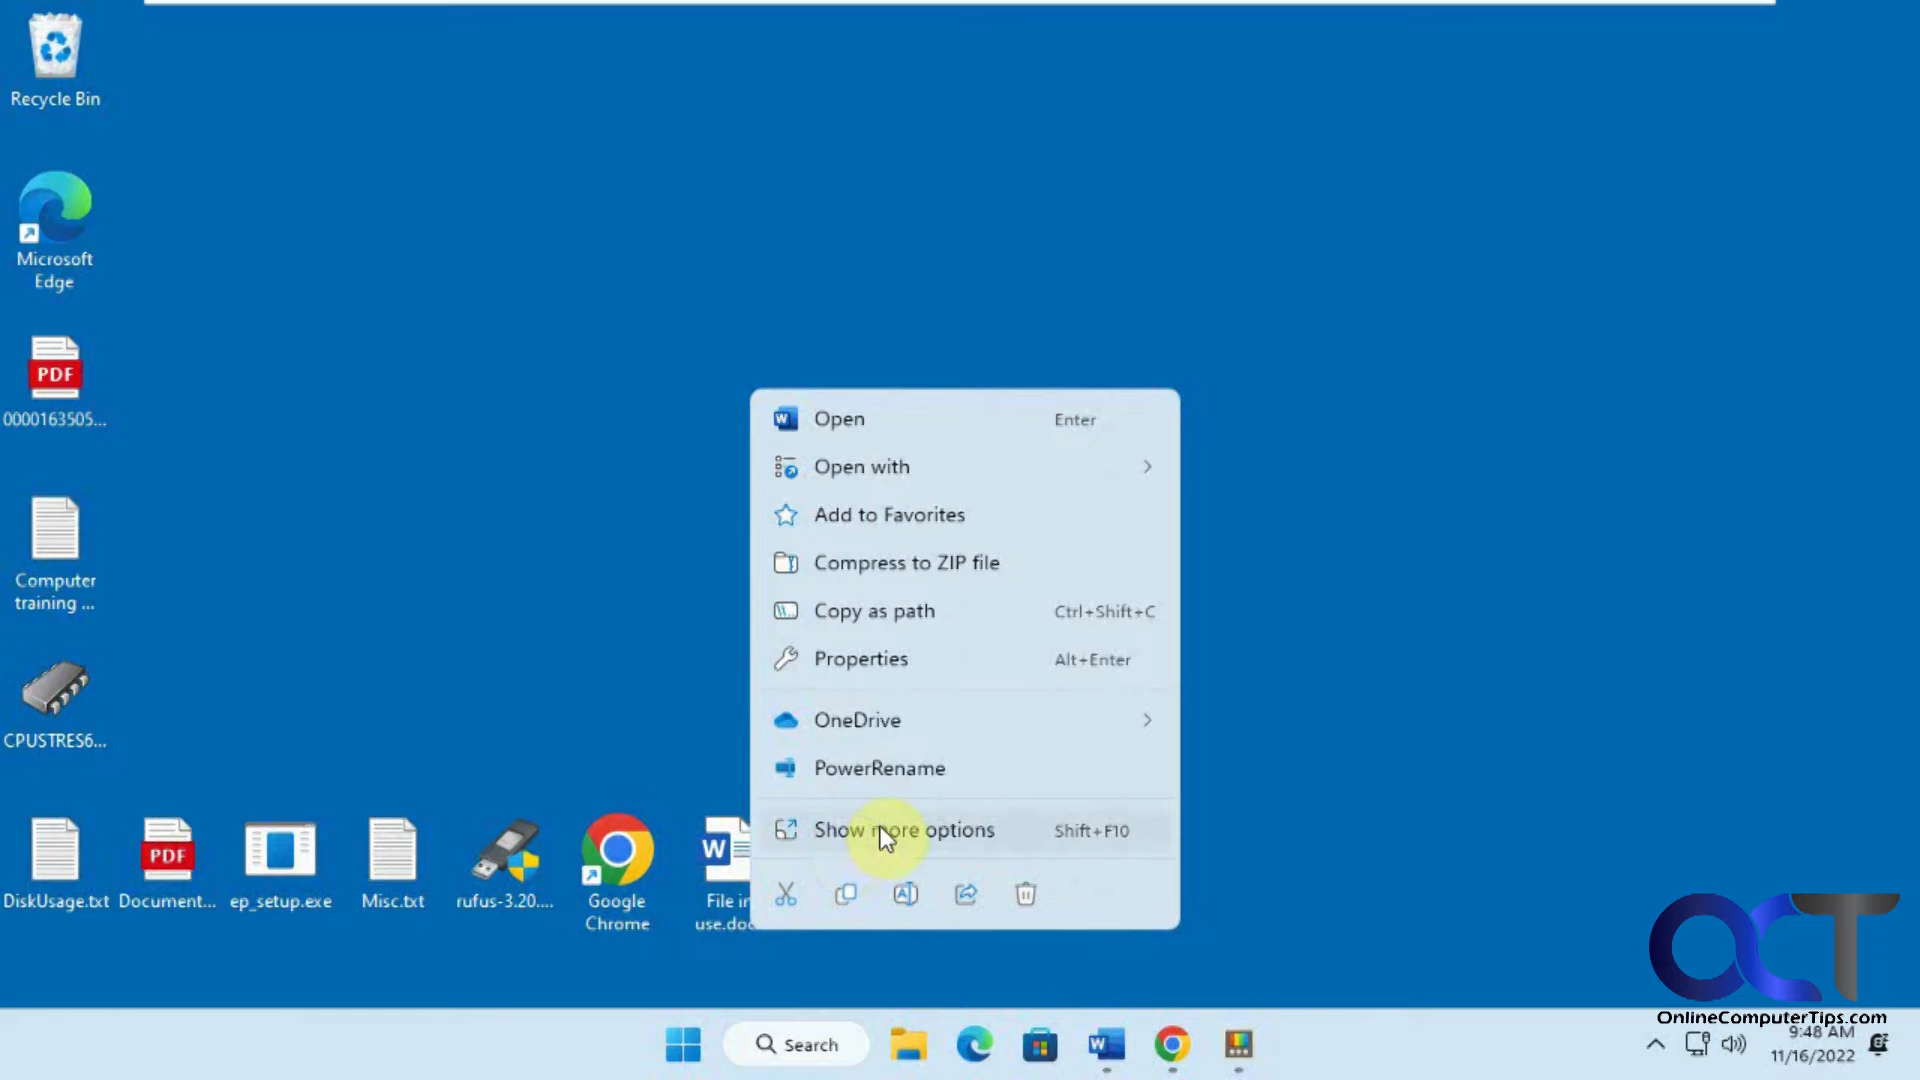 Recycle Bin
Microsoft
Edge
PDF
0000163505...
Computer
training ...
CPUSTRES6...
DiskUsage.txt
PDF
Document...
ep_setup.exe
Misc.txt
rufus-3.20....
Google
Chrome
W
File in
use.doc
W
Open Enter
Open with
Add to Favorites
Compress to ZIP file
Copy as path Ctrl+Shift+C
Properties Alt+Enter
OneDrive
PowerRename
Show more options Shift+F10
A
OCT
OnlineComputerTips.com
Search
W
9:48 AM
11/16/2022